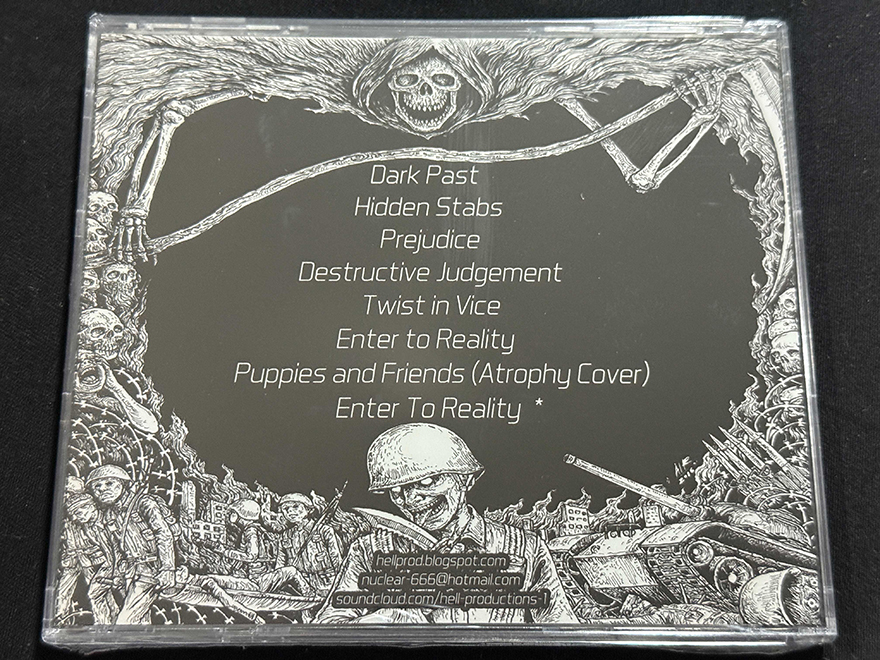 Dark Past
Hidden Stabs
Prejudice
Destructive Judgement
Twist in Vice
Enter to Reality
Puppies and Friends (Atrophy Cover)
Enter To Reality *
hellprod.blogspot.com
nuclear-666@hotmail.com
soundcloud.com/hell-productions-1